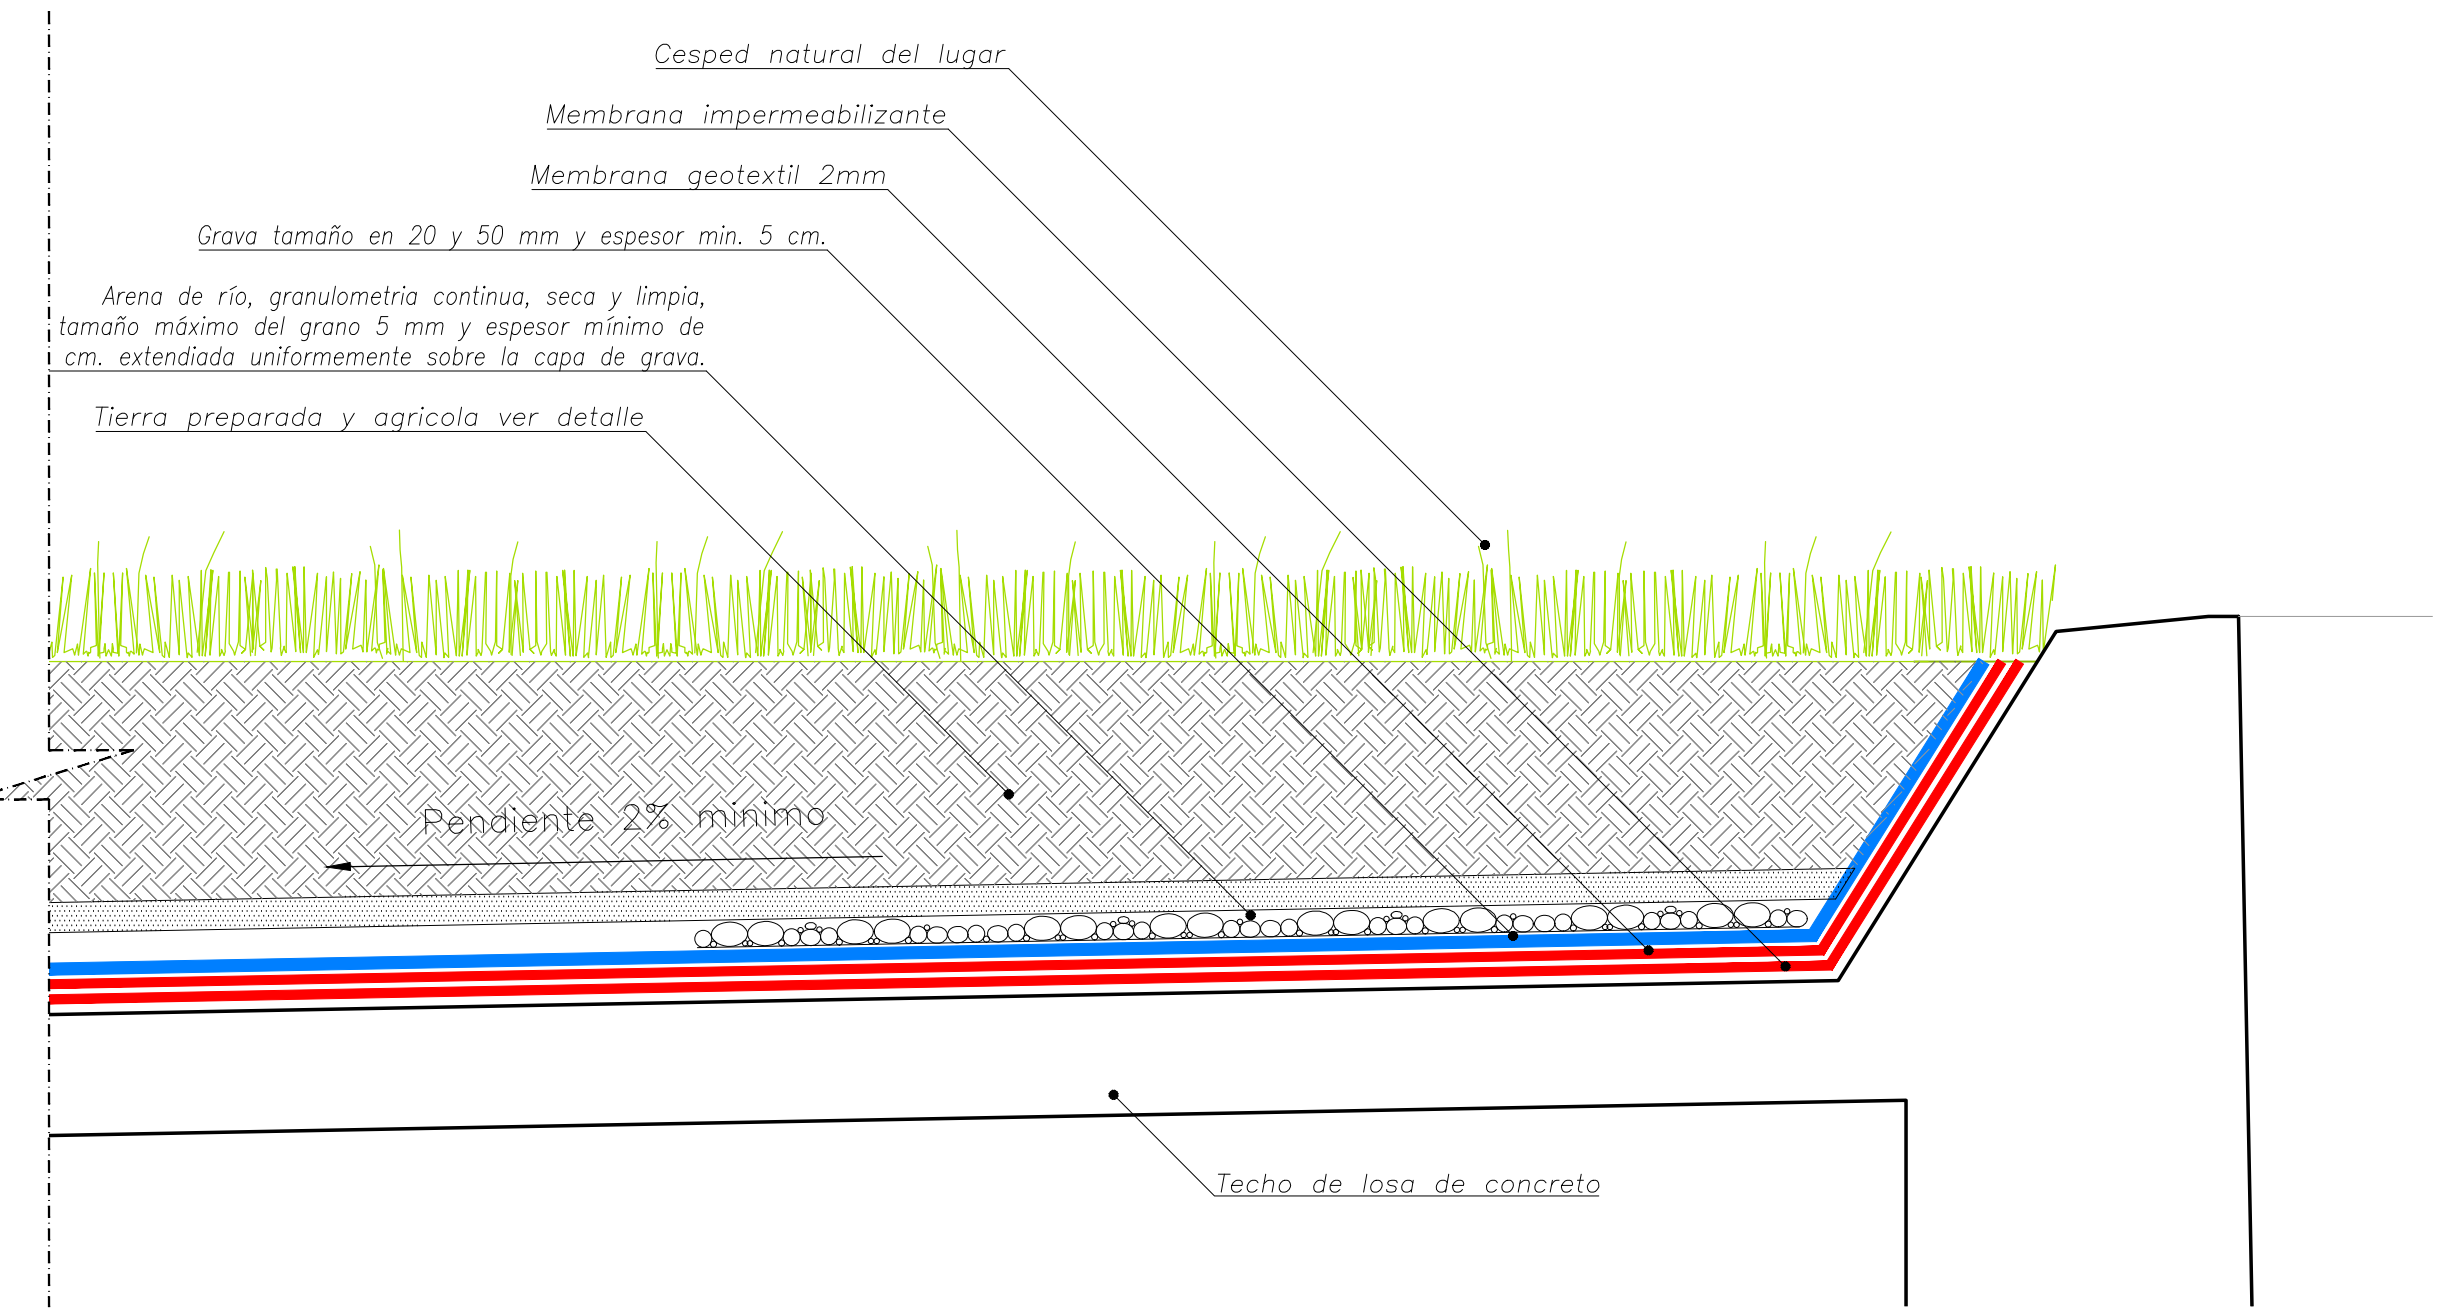 Cesped natural del lugar
Membrana impermeabilizante
Membrana geotextil 2mm
Grava tamaño en 20 y 50 mm y espesor min. 5 cm.
Arena de río, granulometria continua, seca y limpia,
tamaño máximo del grano 5 mm y espesor mínimo de
cm. extendiada uniformemente sobre la capa de grava.
Tierra preparada y agricola ver detalle
Pendiente 2% minimo
Techo de losa de concreto